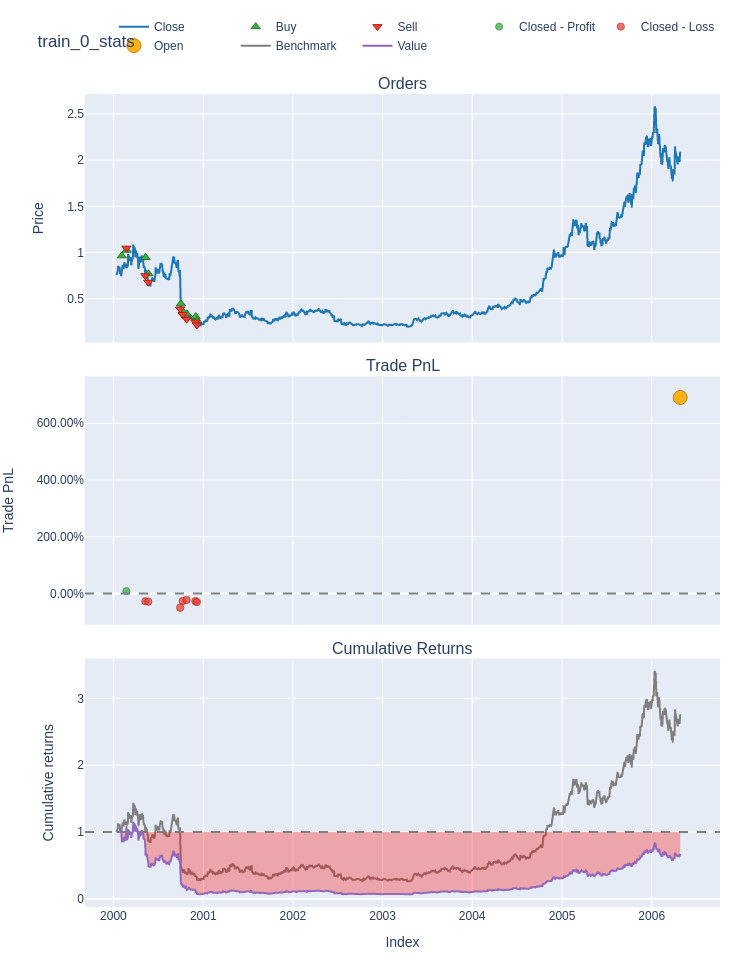 train_0_stats
Close
Buy
Sell
Closed - Profit
Closed - Loss
Open
Benchmark
Value
Orders
2.5
2
1.5
1
0.5
Price
Trade PnL
600.00%
400.00%
200.00%
0.00%
Trade PnL
Cumulative Returns
3
2
1
0
Cumulative returns
2000
2001
2002
2003
2004
2005
2006
Index